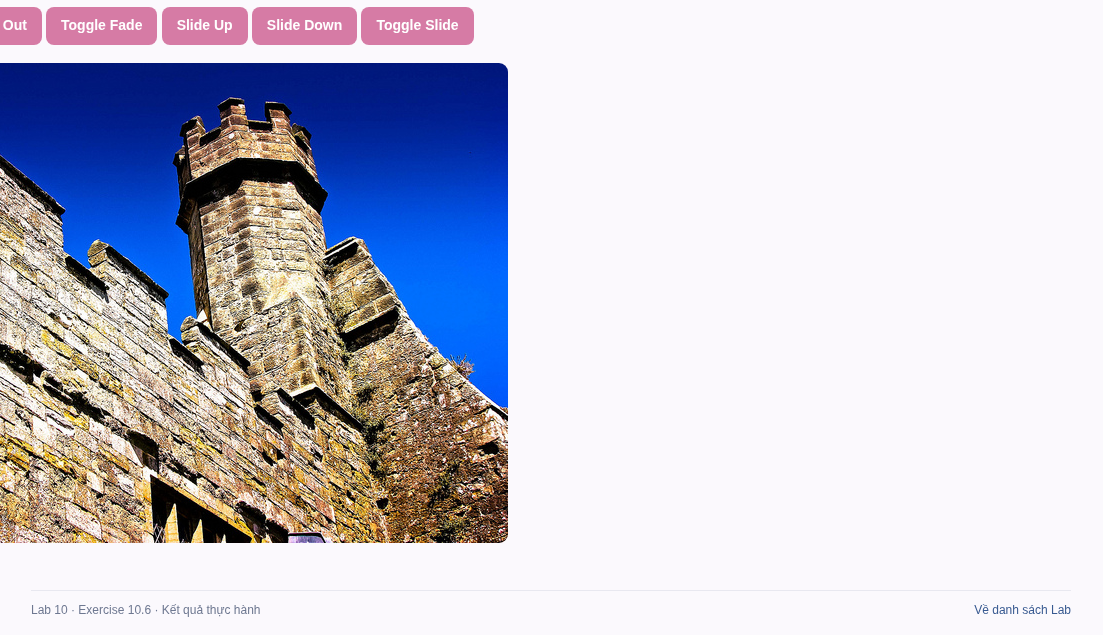 Out Toggle Fade Slide Up Slide Down Toggle Slide
Lab 10 · Exercise 10.6 · Kết quả thực hành
Về danh sách Lab